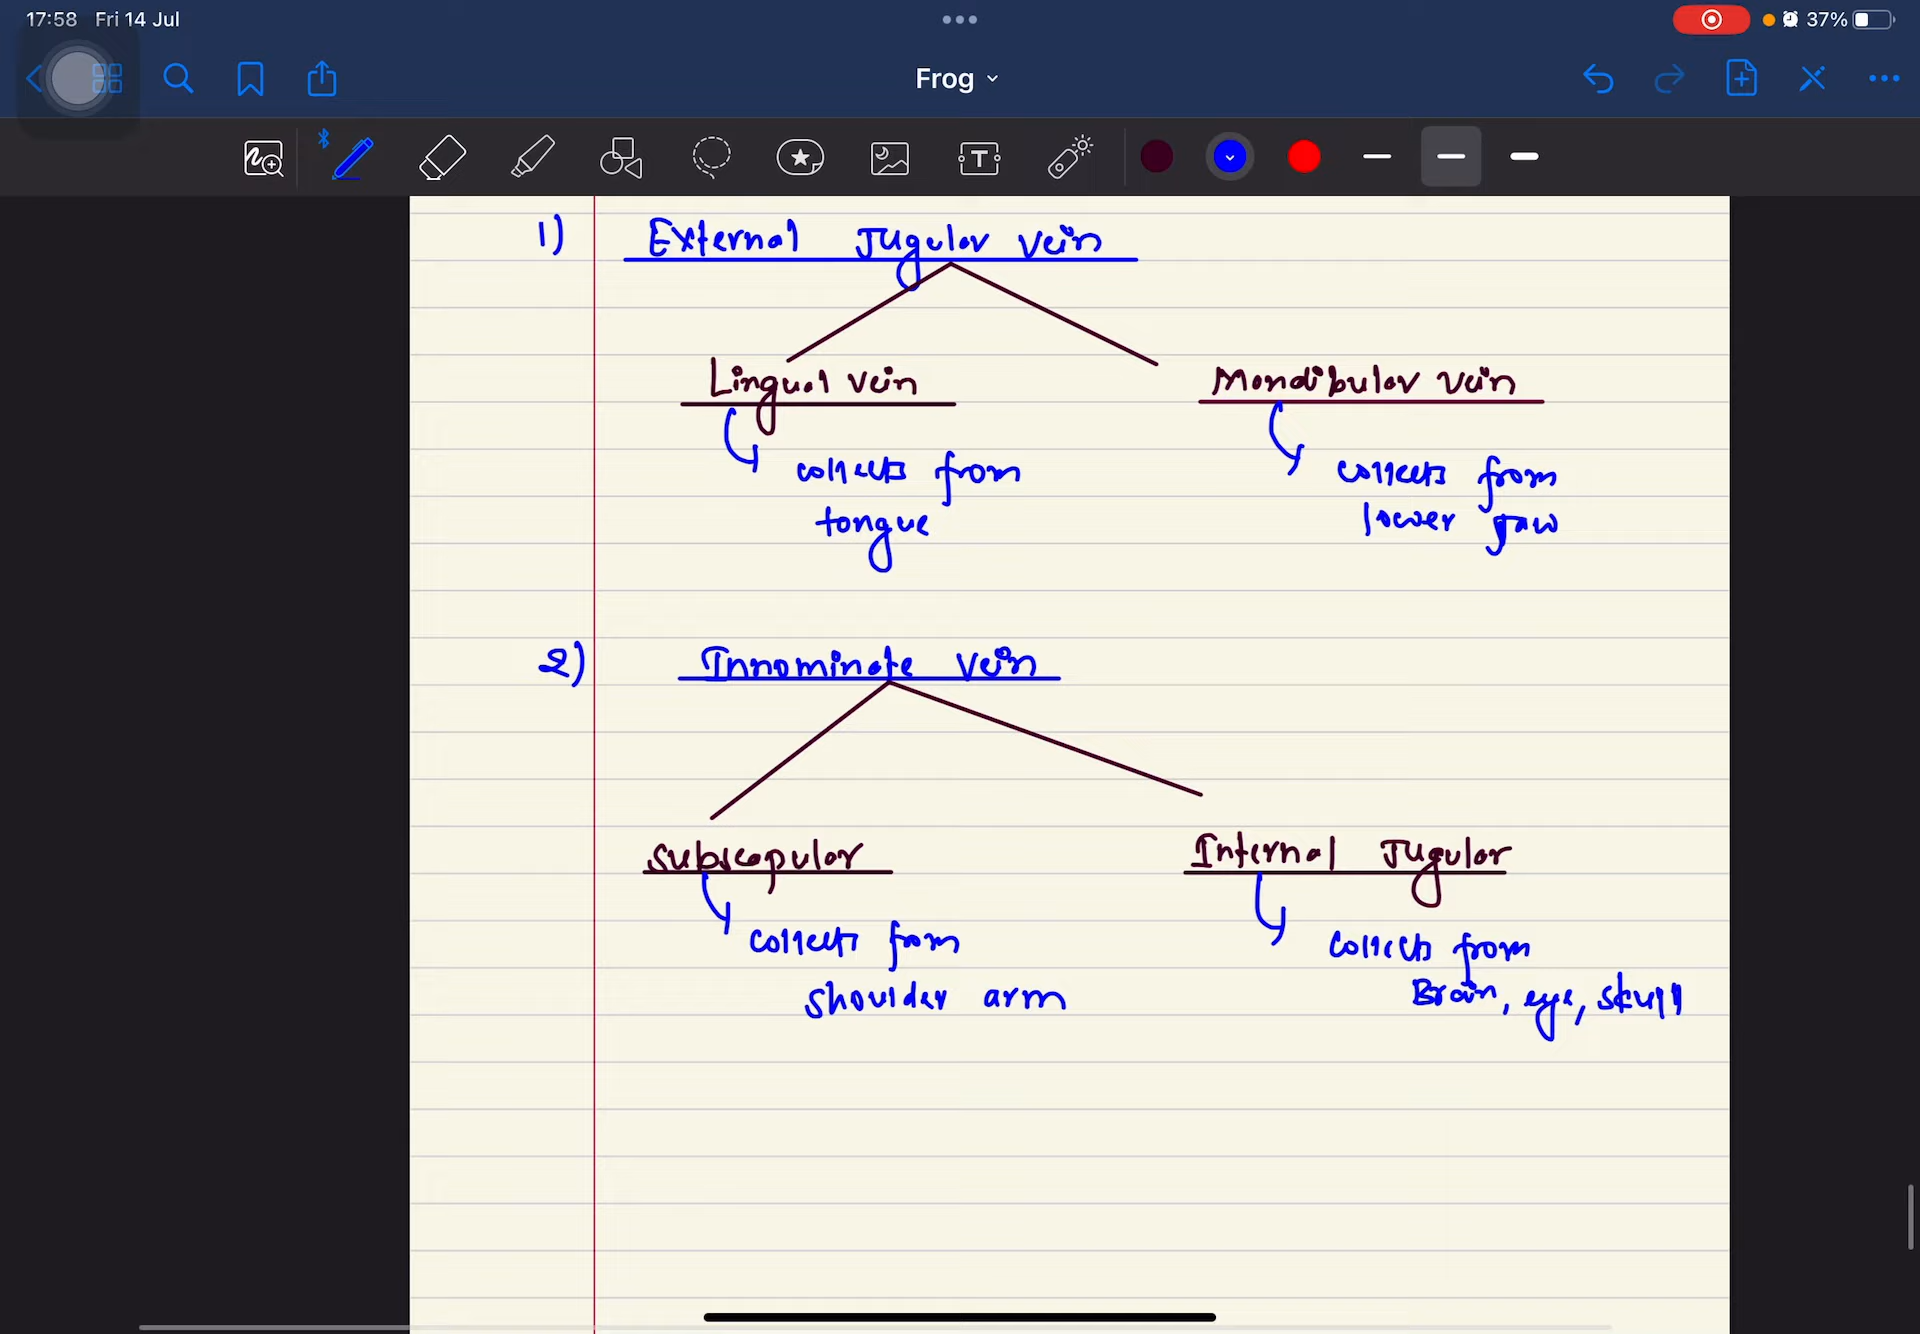 17:58 Fri 14 Jul
37%
Frog
T
1) External Jugular Vein
Lingual Vein Mandibular Vein
collects from collects from
tongue lower jaw
2) Innominate Vein
Subscapular Internal Jugular
collects from collects from
shoulder arm Brain, eye, skull